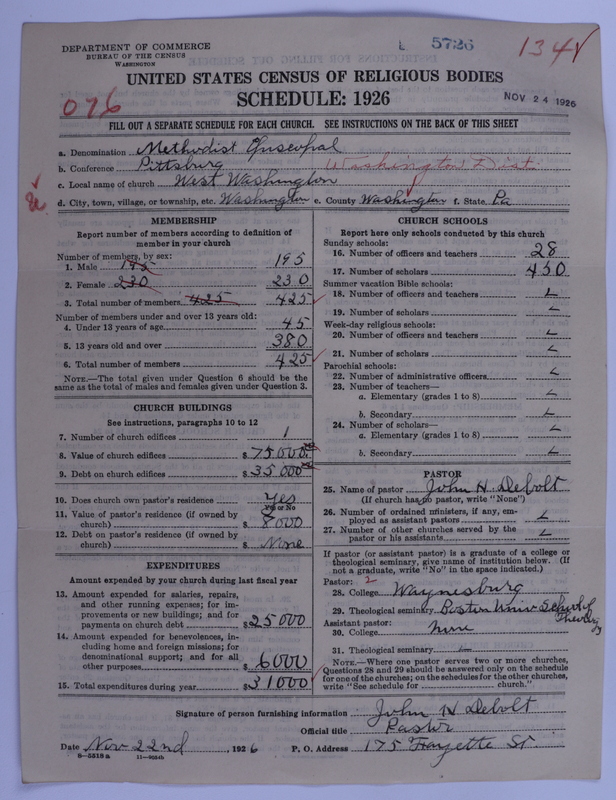 DEPARTMENT OF COMMERCE
BUREAU OF THE CENSUS
WASHINGTON
5726
134
UNITED STATES CENSUS OF RELIGIOUS BODIES
SCHEDULE: 1926
076
NOV 24 1926
FILL OUT A SEPARATE SCHEDULE FOR EACH CHURCH. SEE INSTRUCTIONS ON THE BACK OF THIS SHEET
a. Denomination Methodist Episcopal
b. Conference Pittsburg Washington Dist.
c. Local name of church West Washington
d. City, town, village, or township, etc. Washington e. County Washington f. State Pa
MEMBERSHIP
Report number of members according to definition of
member in your church
Number of members, by sex:
1. Male 195 195
2. Female 230 230
3. Total number of members 425 425
Number of members under and over 13 years old:
4. Under 13 years of age 45
5. 13 years old and over 380
6. Total number of members 425
NOTE.—The total given under Question 6 should be the
same as the total of males and females given under Question 3.
CHURCH BUILDINGS
See instructions, paragraphs 10 to 12
7. Number of church edifices 1
8. Value of church edifices $ 75000
9. Debt on church edifices $ 35000
10. Does church own pastor's residence Yes
Yes or No
11. Value of pastor's residence (if owned by
church) $ 8000
12. Debt on pastor's residence (if owned by
church) $ None
EXPENDITURES
Amount expended by your church during last fiscal year
13. Amount expended for salaries, repairs,
and other running expenses; for im-
provements or new buildings; and for
payments on church debt $ 25000
14. Amount expended for benevolences, in-
cluding home and foreign missions; for
denominational support; and for all
other purposes $ 6000
15. Total expenditures during year $ 31000
CHURCH SCHOOLS
Report here only schools conducted by this church
Sunday schools:
16. Number of officers and teachers 28
17. Number of scholars 450
Summer vacation Bible schools:
18. Number of officers and teachers
19. Number of scholars
Week-day religious schools:
20. Number of officers and teachers
21. Number of scholars
Parochial schools:
22. Number of administrative officers
23. Number of teachers—
a. Elementary (grades 1 to 8)
b. Secondary
24. Number of scholars—
a. Elementary (grades 1 to 8)
b. Secondary
PASTOR
25. Name of pastor John H. Debolt
(If church has no pastor, write "None")
26. Number of ordained ministers, if any, em-
ployed as assistant pastors
27. Number of other churches served by the
pastor or his assistants
If pastor (or assistant pastor) is a graduate of a college or
theological seminary, give name of institution below. (If
not a graduate, write "No" in the space indicated.)
Pastor: 2
28. College Waynesburg
29. Theological seminary Boston Univ School of Theology
Assistant pastor:
30. College none
31. Theological seminary
NOTE.—Where one pastor serves two or more churches,
Questions 28 and 29 should be answered only on the schedule
for one of the churches; on the schedules for the other churches,
write "See schedule for church."
Signature of person furnishing information John H Debolt
Official title Pastor
Date Nov 22nd, 1926 P. O. Address 175 Fayette St
8—5518a 11—9034b